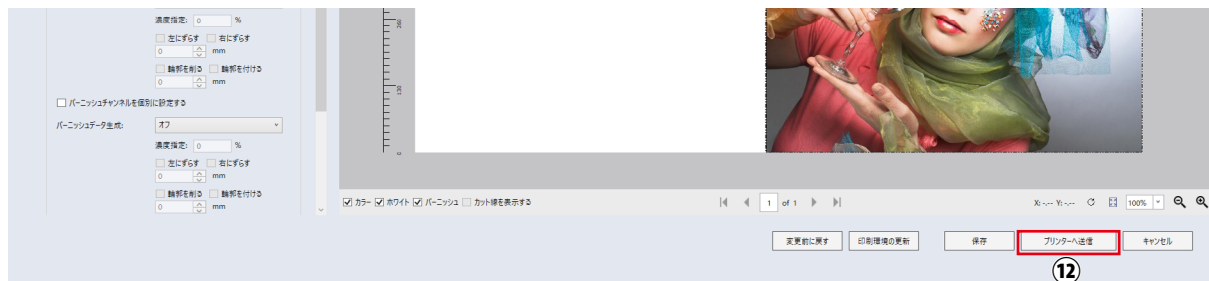 濃度指定: 0 %
左にずらす 右にずらす
0 mm
輪郭を削る 輪郭を付ける
0 mm
バーニッシュチャンネルを個別に設定する
バーニッシュデータ生成: オフ
濃度指定: 0 %
左にずらす 右にずらす
0 mm
輪郭を削る 輪郭を付ける
0 mm
260
130
0
カラー ホワイト バーニッシュ カット線を表示する
1 of 1
X: -.-- Y: -.-- 100%
変更前に戻す 印刷環境の更新 保存 プリンターへ送信 キャンセル
⑫